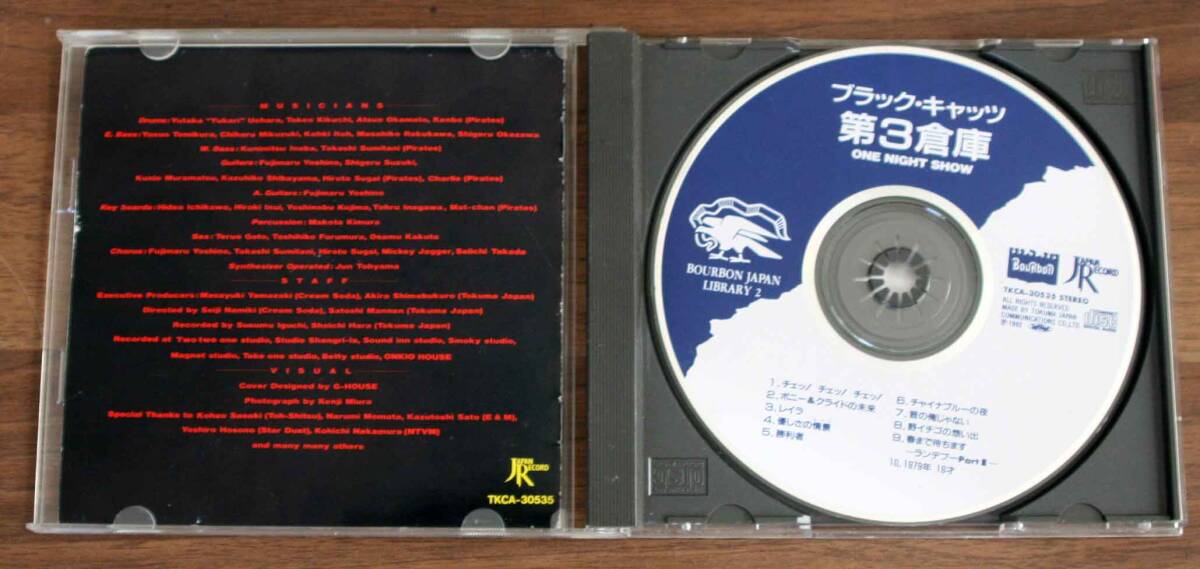 MUSICIANS
Drums: Yutaka "Yukari" Uehara, Takeo Kikuchi, Atsuo Okamoto, Kanbo (Pirates)
E. Bass: Yasuo Tomikura, Chiharu Mikuzuki, Kohki Itoh, Masahiko Rokukawa, Shigeru Okazawa
W. Bass: Kunimitsu Inaba, Takashi Sumitani (Pirates)
Guitars: Fujimaru Yoshino, Shigeru Suzuki,
Kunio Muramatsu, Kazuhiko Shibayama, Hiroto Sugai (Pirates), Charlie (Pirates)
A. Guitars: Fujimaru Yoshino
Key boards: Hideo Ichikawa, Hiroki Inui, Yoshinobu Kojima, Tohru Inagawa, Mat-chan (Pirates)
Percussion: Makoto Kimura
Sax: Teruo Goto, Toshihiko Furumura, Osamu Kakuta
Chorus: Fujimaru Yoshino, Takashi Sumitani, Hiroto Sugai, Mickey Jagger, Seiichi Takada
Synthesizer Operated: Jun Tohyama
STAFF
Executive Producers: Masayuki Yamazaki (Cream Soda), Akira Shimabukuro (Tokuma Japan)
Directed by Seiji Namiki (Cream Soda), Satoshi Mannan (Tokuma Japan)
Recorded by Susumu Iguchi, Shoichi Hara (Tokuma Japan)
Recorded at Two two one studio, Studio Shangri-la, Sound inn studio, Smoky studio,
Magnet studio, Take one studio, Betty studio, ONKIO HOUSE
VISUAL
Cover Designed by G-HOUSE
Photograph by Kenji Miura
Special Thanks to Kohso Sasaki (Toh-Shitsu), Narumi Momota, Kazutoshi Sato (E & M),
Yoshiro Hosono (Star Dust), Kohichi Nakamura (NTVM)
and many many others
JAPAN RECORD
TKCA-30535
ブラック・キャッツ
第3倉庫
ONE NIGHT SHOW
BOURBON JAPAN
LIBRARY 2
Bourbon
JAPAN RECORD
TKCA-30535 STEREO
ALL RIGHTS RESERVED
MADE BY TOKUMA JAPAN
COMMUNICATIONS CO.,LTD.
1.チェッ! チェッ! チェッ!
2.ボニー&クライドの未来
3.レイラ
4.優しさの情景
5.勝利者
6.チャイナブルーの夜
7.昔の俺じゃない
8.野イチゴの想い出
9.春まで待ちます
—ランデブーPart II—
10.1979年 18才